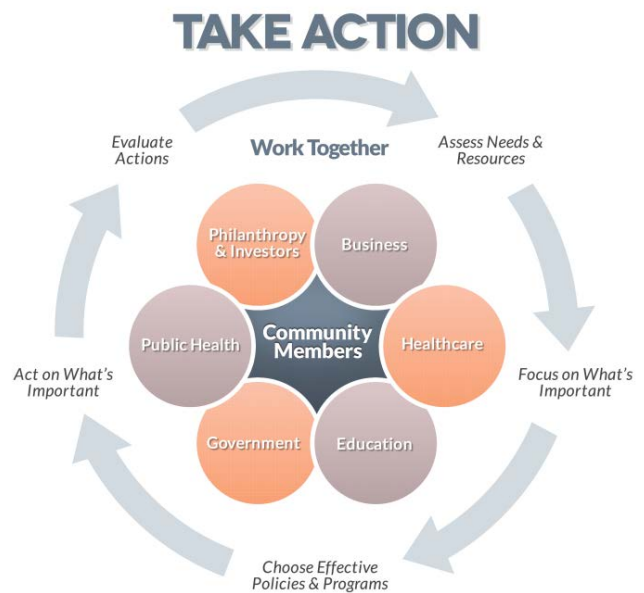 TAKE ACTION
Evaluate
Actions
Work Together
Assess Needs &
Resources
Philanthropy
& Investors
Business
Public Health
Community
Members
Healthcare
Act on What's
Important
Focus on What's
Important
Government
Education
Choose Effective
Policies & Programs